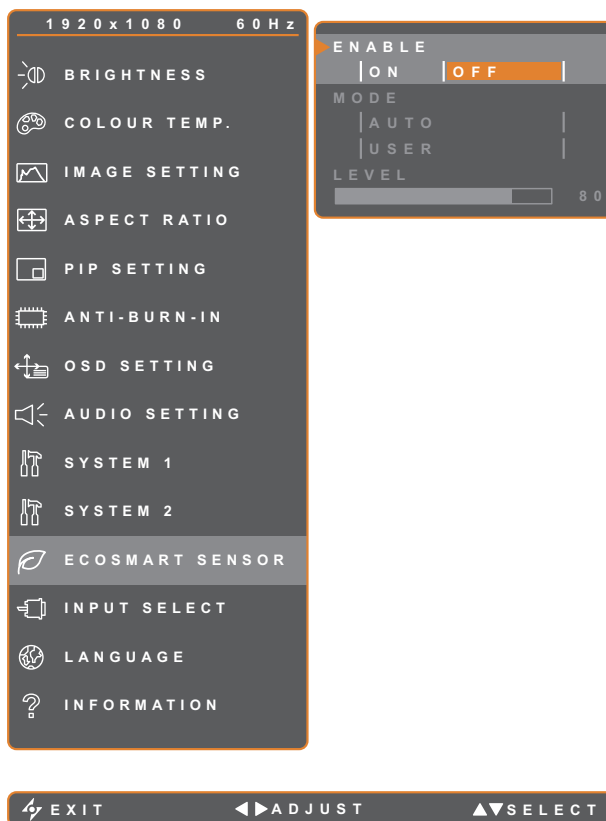 1920x1080 60Hz
BRIGHTNESS
COLOUR TEMP.
IMAGE SETTING
ASPECT RATIO
PIP SETTING
ANTI-BURN-IN
OSD SETTING
AUDIO SETTING
SYSTEM 1
SYSTEM 2
ECOSMART SENSOR
INPUT SELECT
LANGUAGE
INFORMATION
ENABLE
ON OFF
MODE
AUTO
USER
LEVEL
80
EXIT ADJUST SELECT